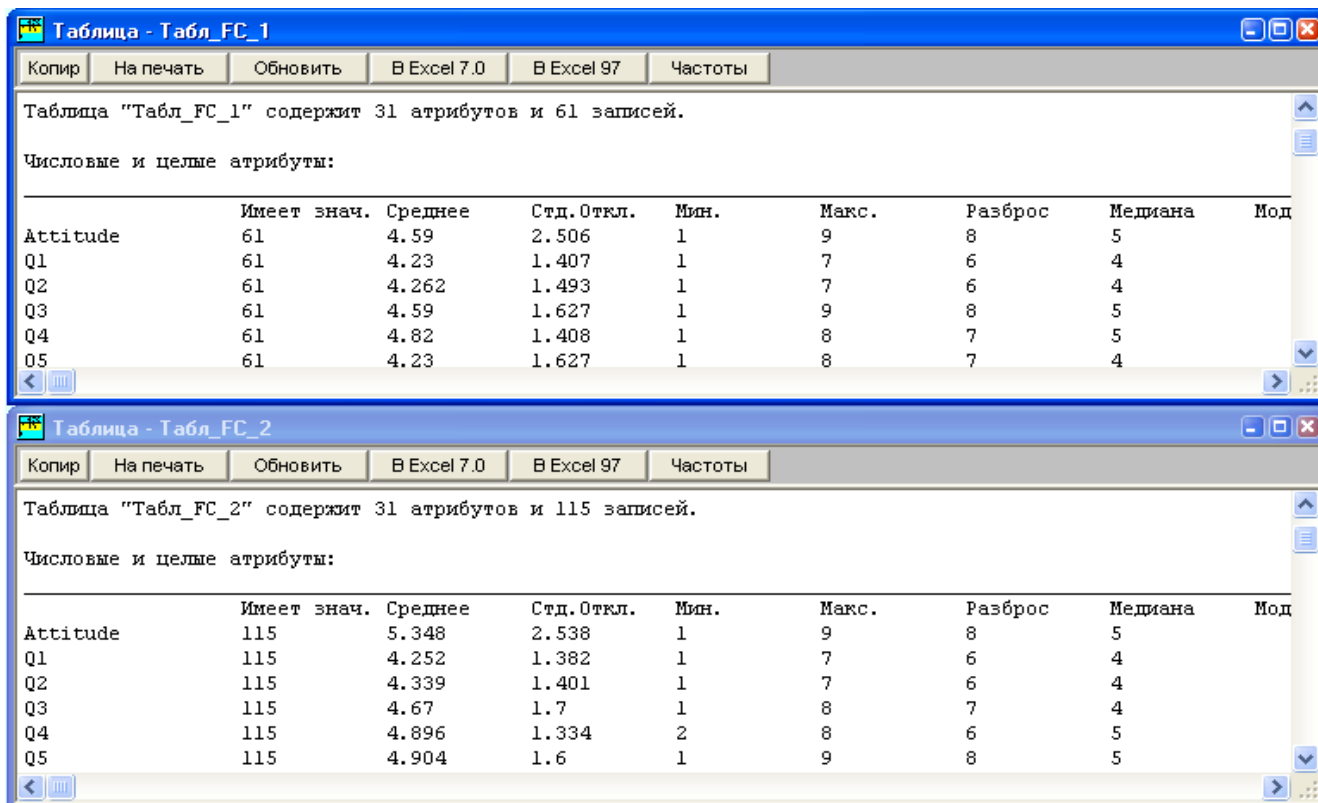 Таблица - Табл_FC_1
Копир На печать Обновить В Excel 7.0 В Excel 97 Частоты
Таблица "Табл_FC_1" содержит 31 атрибутов и 61 записей.
Числовые и целые атрибуты:
Имеет знач. Среднее Стд.Откл. Мин. Макс. Разброс Медиана Мод
Attitude 61 4.59 2.506 1 9 8 5
Q1 61 4.23 1.407 1 7 6 4
Q2 61 4.262 1.493 1 7 6 4
Q3 61 4.59 1.627 1 9 8 5
Q4 61 4.82 1.408 1 8 7 5
Q5 61 4.23 1.627 1 8 7 4
Таблица - Табл_FC_2
Копир На печать Обновить В Excel 7.0 В Excel 97 Частоты
Таблица "Табл_FC_2" содержит 31 атрибутов и 115 записей.
Числовые и целые атрибуты:
Имеет знач. Среднее Стд.Откл. Мин. Макс. Разброс Медиана Мод
Attitude 115 5.348 2.538 1 9 8 5
Q1 115 4.252 1.382 1 7 6 4
Q2 115 4.339 1.401 1 7 6 4
Q3 115 4.67 1.7 1 8 7 4
Q4 115 4.896 1.334 2 8 6 5
Q5 115 4.904 1.6 1 9 8 5